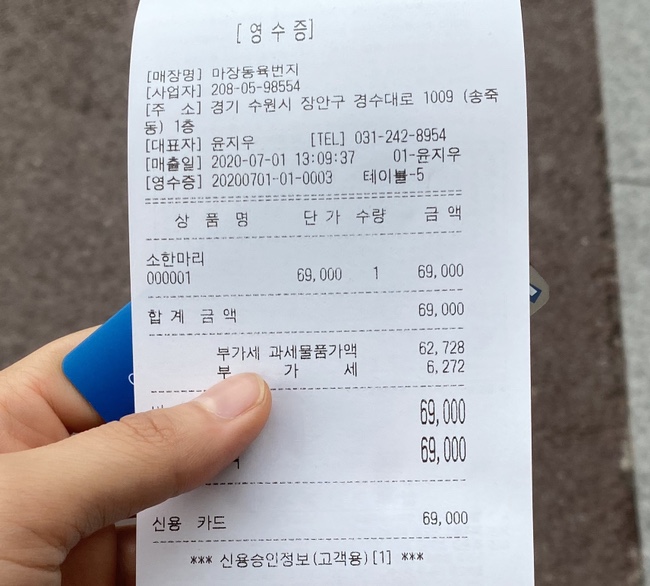 [영수증]
[매장명] 마장동육번지
[사업자] 208-05-98554
[주 소] 경기 수원시 장안구 경수대로 1009 (송죽
동) 1층
[대표자] 윤지우 [TEL] 031-242-8954
[매출일] 2020-07-01 13:09:37 01-윤지우
[영수증] 20200701-01-0003 테이블-5
상 품 명 단 가 수량 금 액
소한마리
000001 69,000 1 69,000
합 계 금 액 69,000
부가세 과세물품가액 62,728
부 가 세 6,272
69,000
69,000
신용 카드 69,000
*** 신용승인정보(고객용)[1] ***